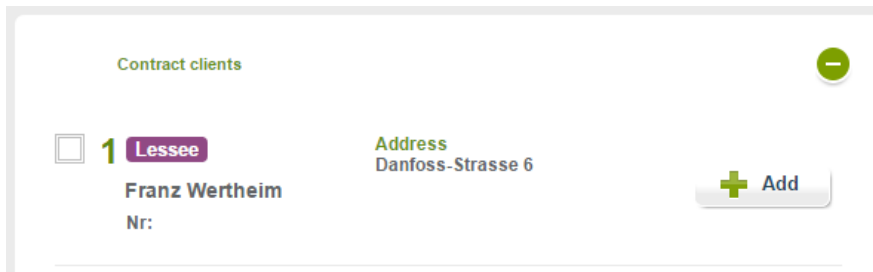 Contract clients
1 Lessee
Franz Wertheim
Nr:
Address
Danfoss-Strasse 6
Add